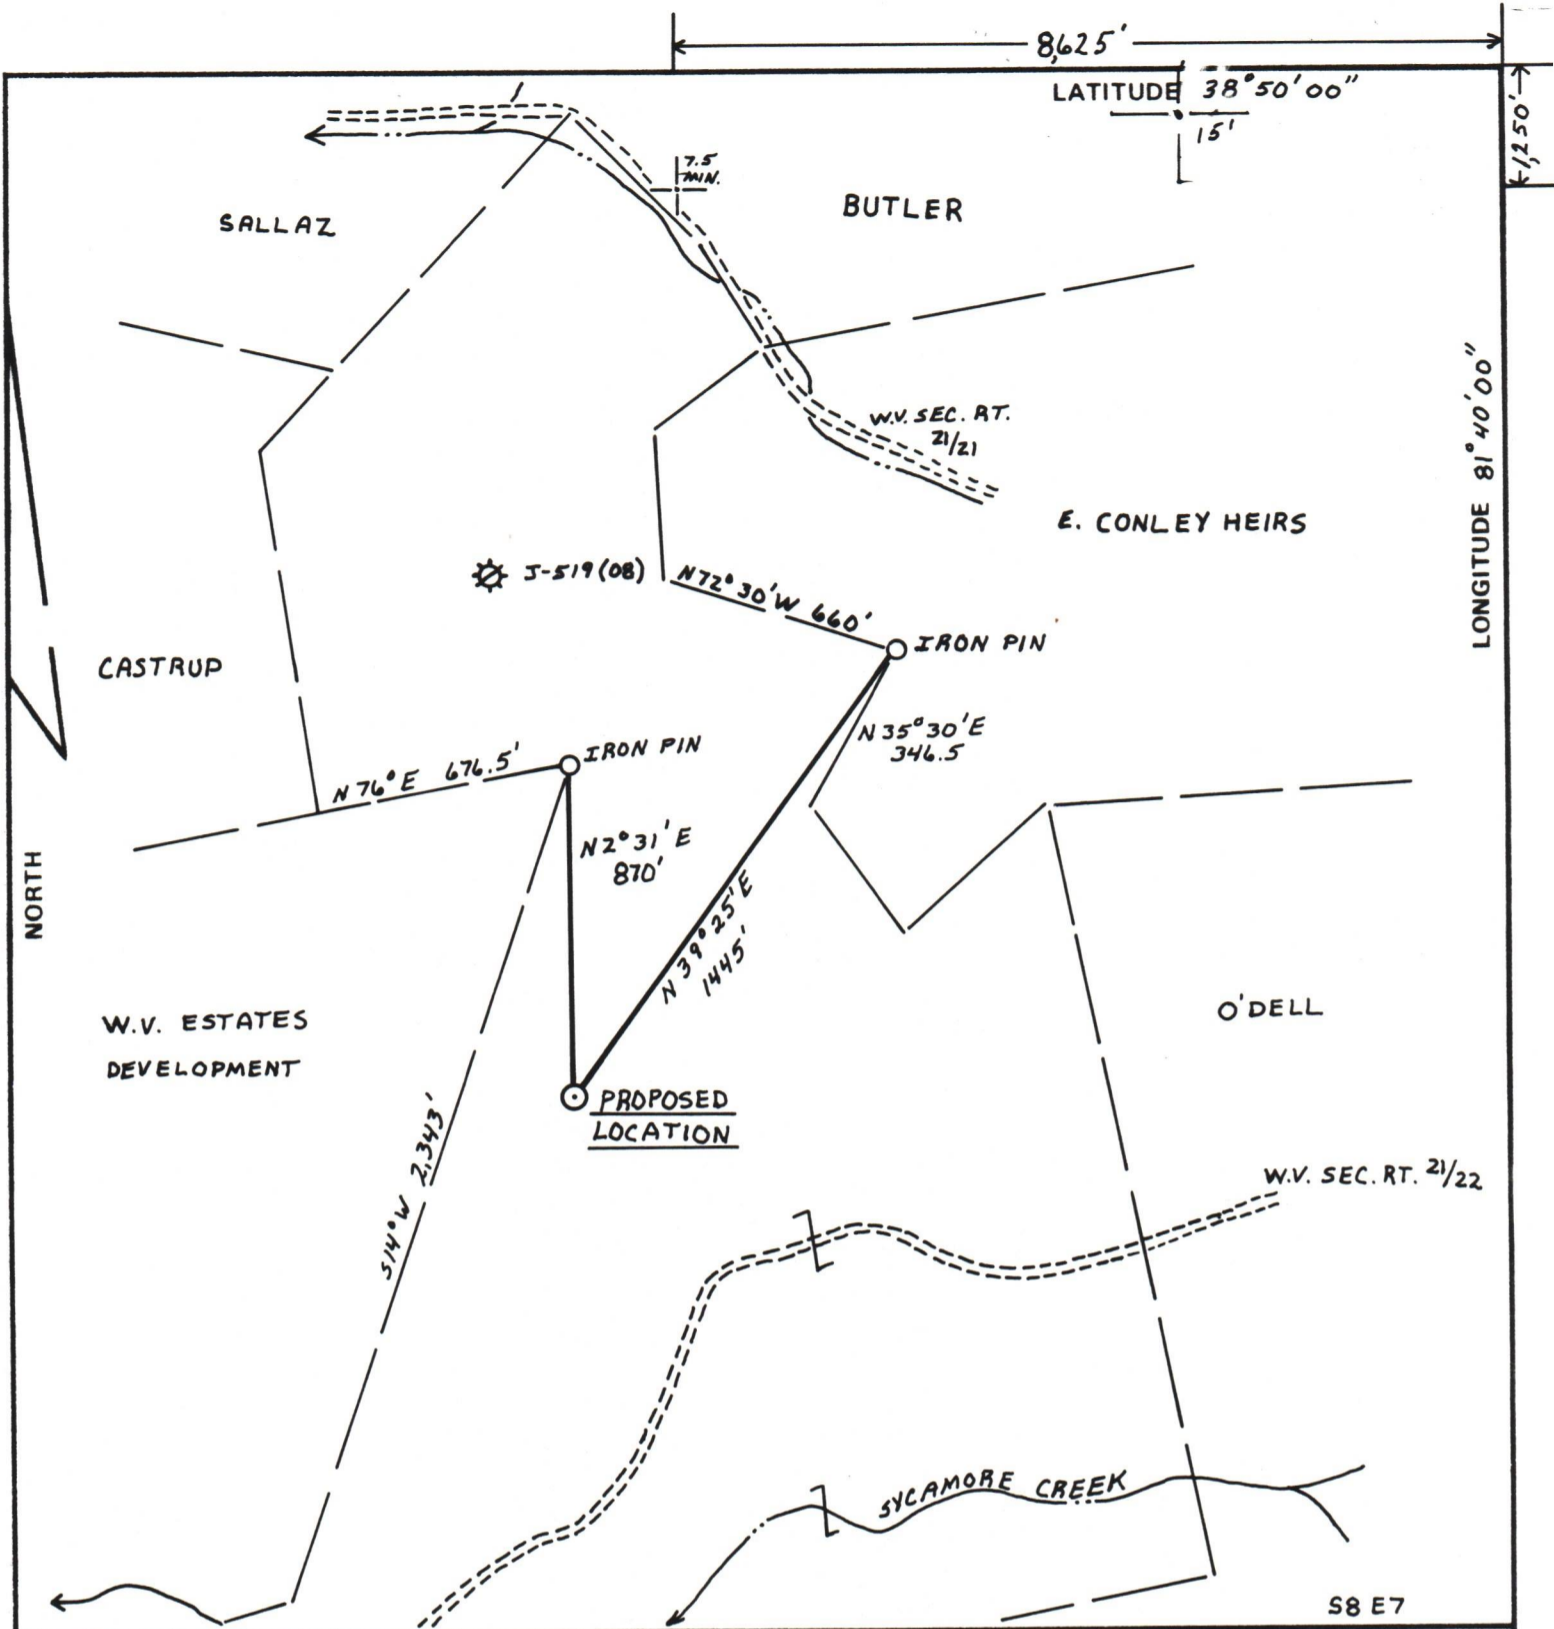 8,625'
LATITUDE 38°50'00"
15'
1,250'
7.5
MIN.
SALLAZ
BUTLER
W.V. SEC. RT.
21/21
LONGITUDE 81°40'00"
E. CONLEY HEIRS
J-519(08)
N72°30'W 660'
IRON PIN
CASTRUP
N35°30'E
346.5
IRON PIN
N76°E 676.5'
N2°31'E
870'
NORTH
N39°25'E
1445'
W.V. ESTATES
DEVELOPMENT
O'DELL
PROPOSED
LOCATION
S14°W 2,343'
W.V. SEC. RT. 21/22
SYCAMORE CREEK
S8 E7